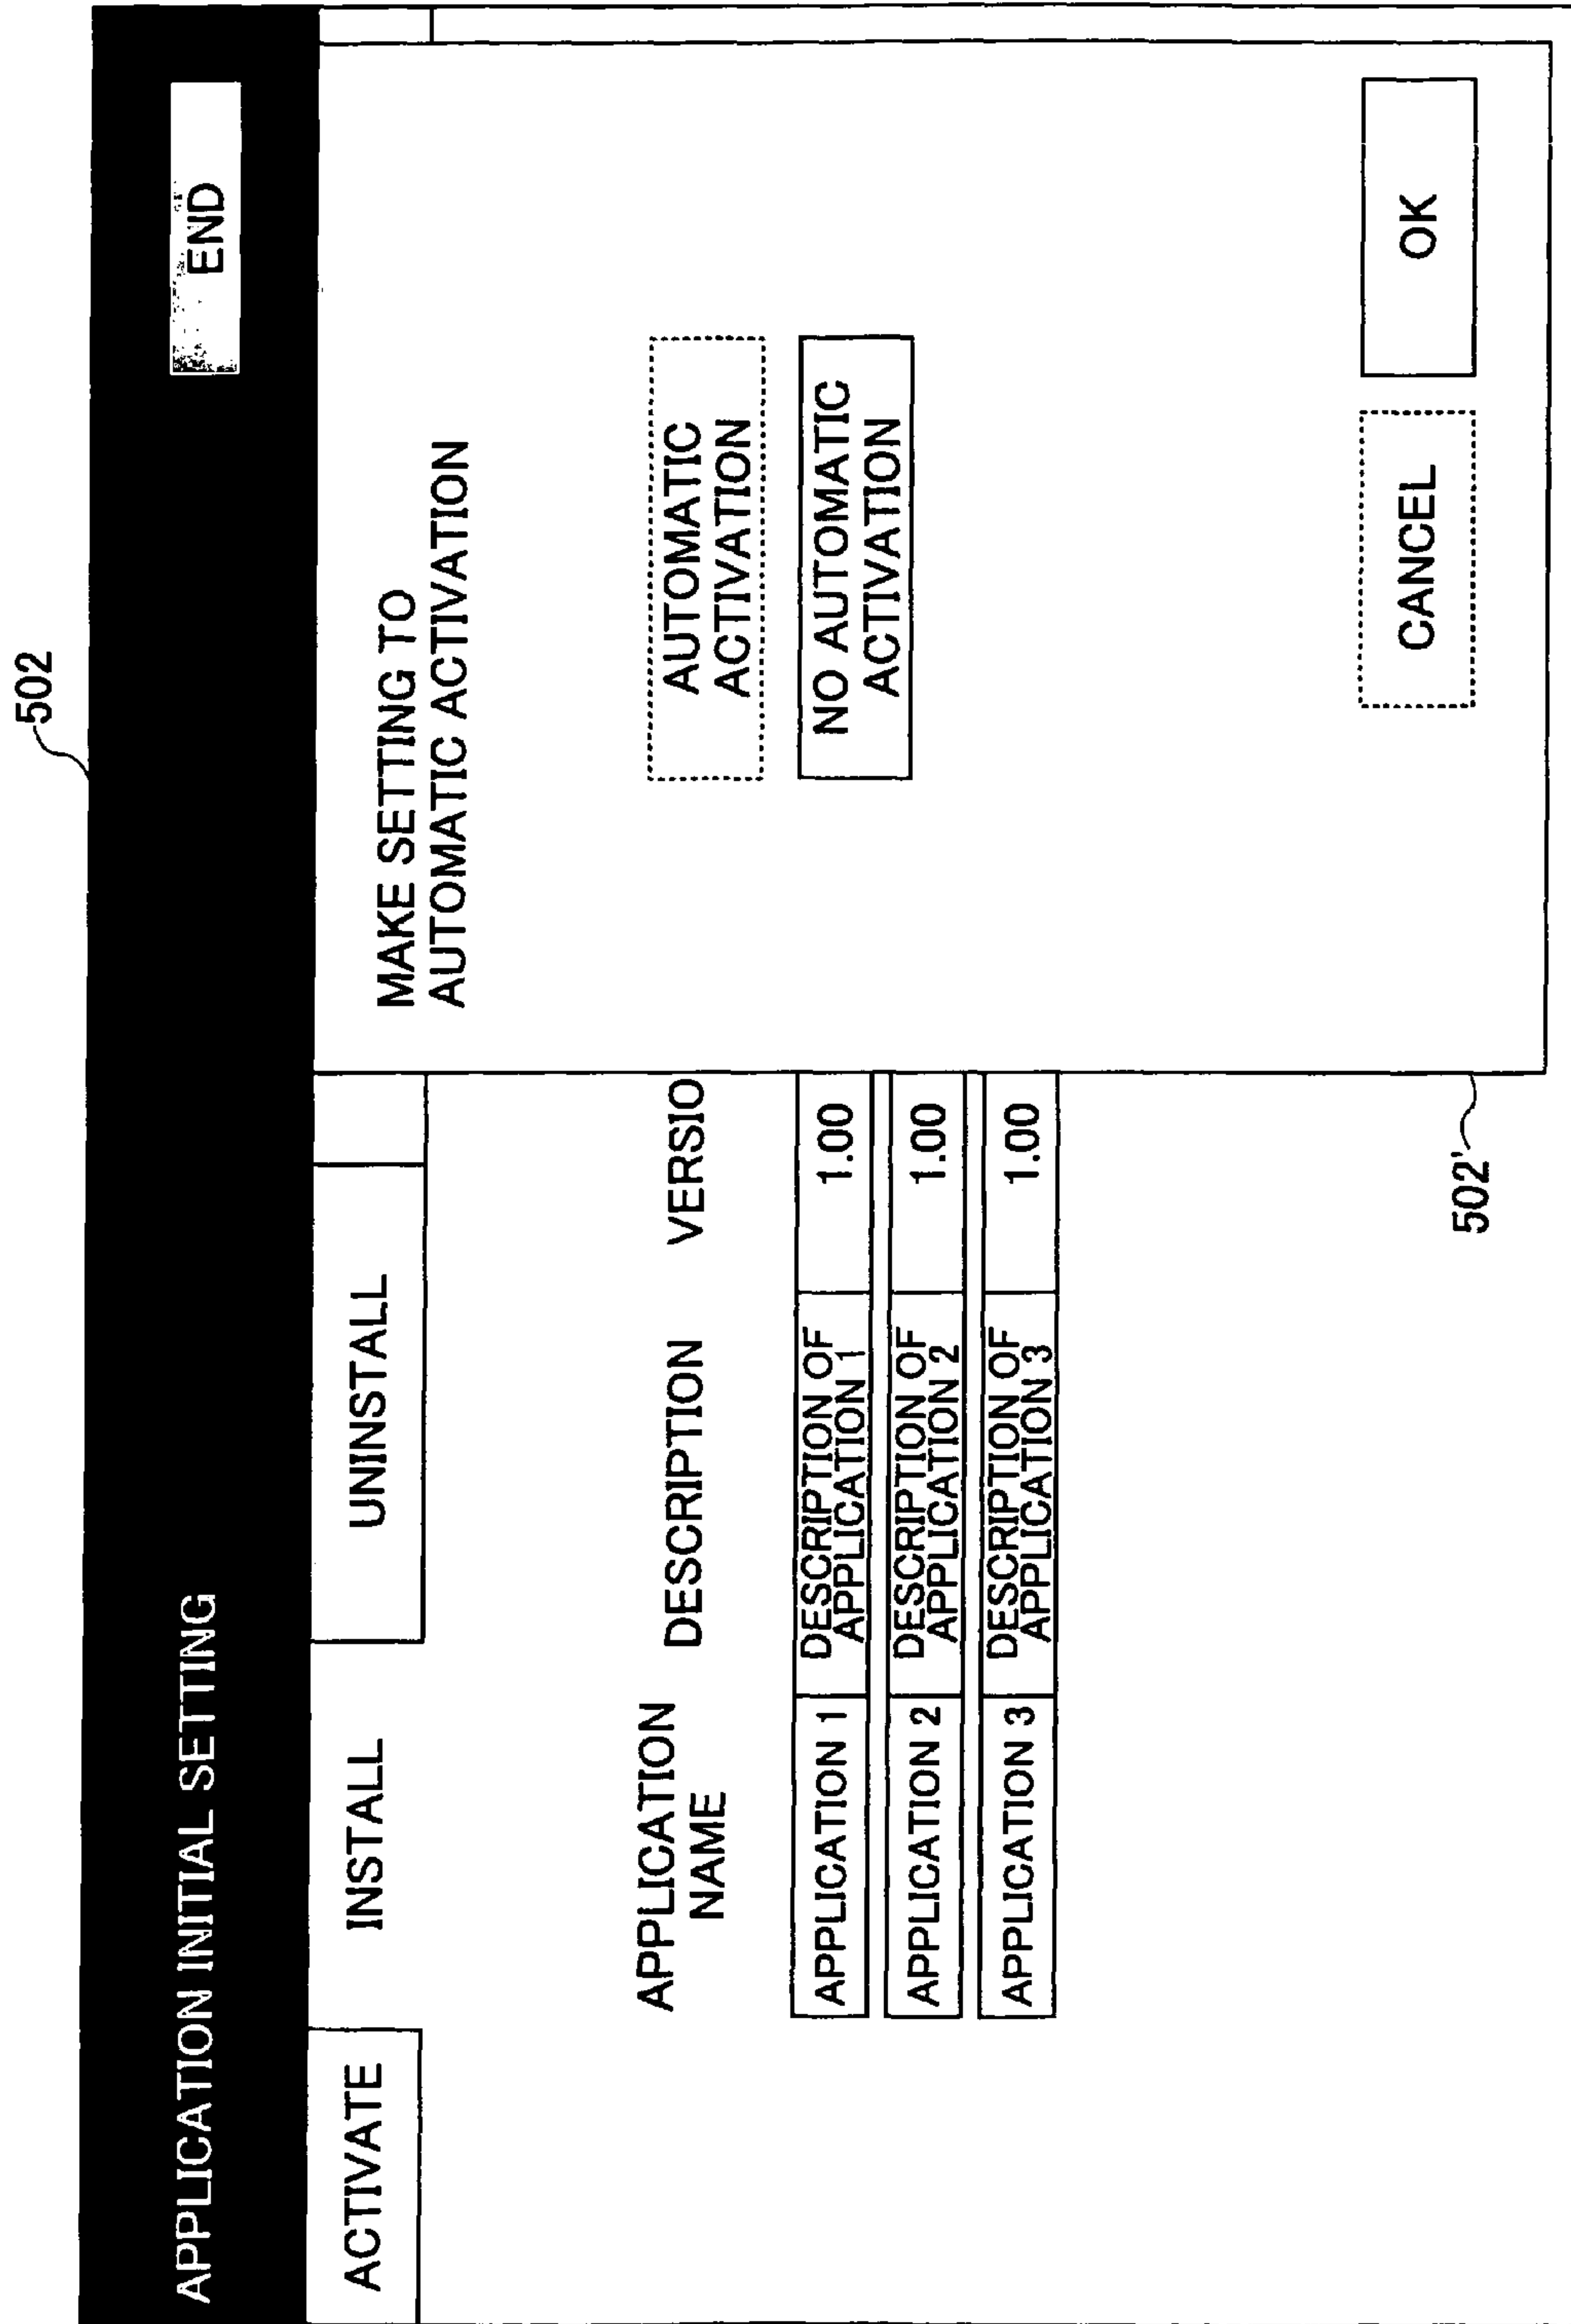 502
APPLICATION INITIAL SETTING
END
ACTIVATE
INSTALL
UNINSTALL
MAKE SETTING TO
AUTOMATIC ACTIVATION
APPLICATION
NAME
DESCRIPTION
VERSIO
APPLICATION 1
DESCRIPTION OF
APPLICATION 1
1.00
APPLICATION 2
DESCRIPTION OF
APPLICATION 2
1.00
APPLICATION 3
DESCRIPTION OF
APPLICATION 3
1.00
AUTOMATIC
ACTIVATION
NO AUTOMATIC
ACTIVATION
CANCEL
OK
502'